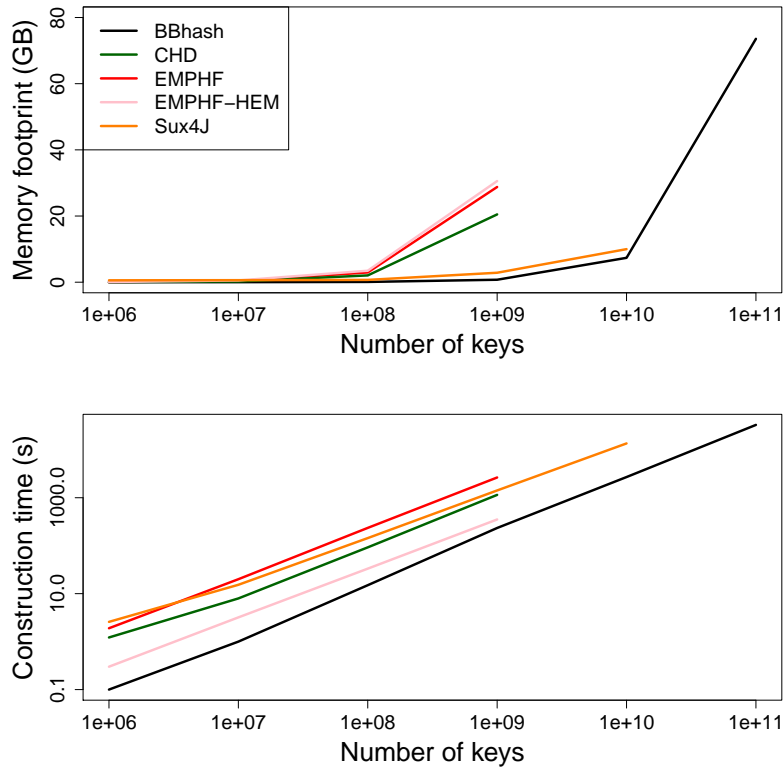 Memory footprint (GB)
80
60
40
20
0
BBhash
CHD
EMPHF
EMPHF−HEM
Sux4J
1e+06 1e+07 1e+08 1e+09 1e+10 1e+11
Number of keys
Construction time (s)
1000.0
10.0
0.1
1e+06 1e+07 1e+08 1e+09 1e+10 1e+11
Number of keys